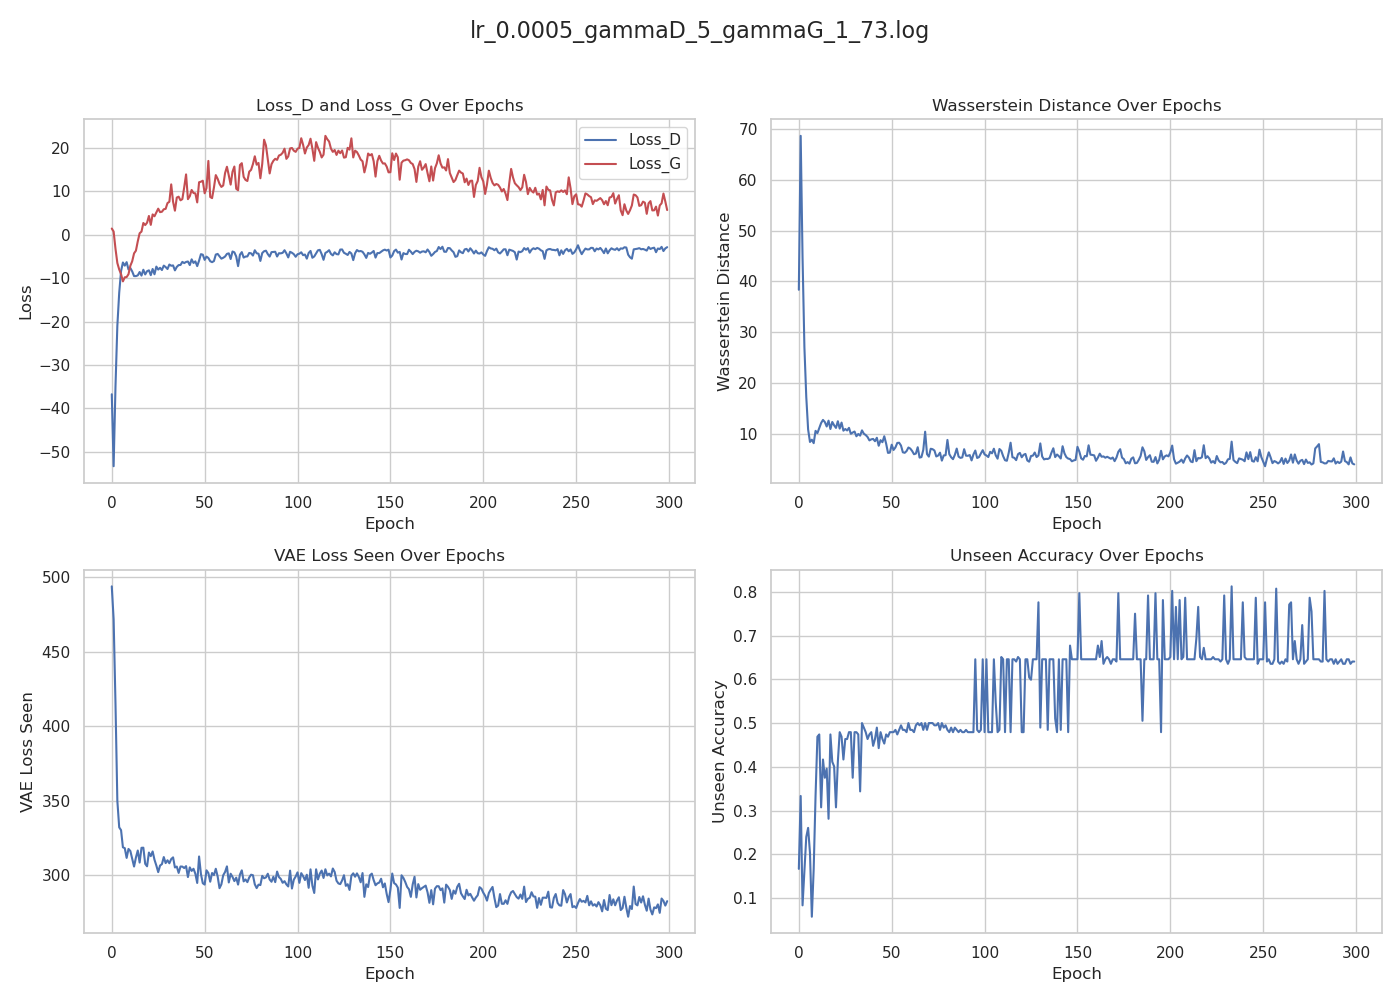 lr_0.0005_gammaD_5_gammaG_1_73.log
Loss_D and Loss_G Over Epochs
Loss
20
10
0
−10
−20
−30
−40
−50
Loss_D
Loss_G
0 50 100 150 200 250 300
Epoch
Wasserstein Distance Over Epochs
Wasserstein Distance
70
60
50
40
30
20
10
0 50 100 150 200 250 300
Epoch
VAE Loss Seen Over Epochs
VAE Loss Seen
500
450
400
350
300
0 50 100 150 200 250 300
Epoch
Unseen Accuracy Over Epochs
Unseen Accuracy
0.8
0.7
0.6
0.5
0.4
0.3
0.2
0.1
0 50 100 150 200 250 300
Epoch